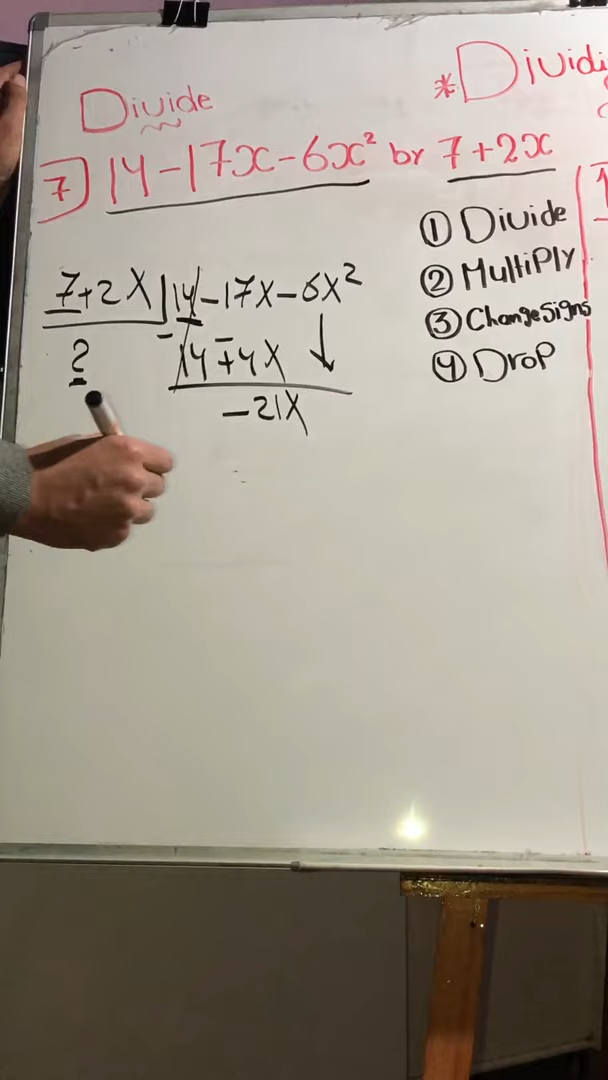 Divide
* Dividi
7) 14-17x-6x² by 7+2x
① Divide
② MultiPly
③ Change Signs
④ Drop
7+2x | 14-17x-6x²
2
- -
14+4x ↓
-21x